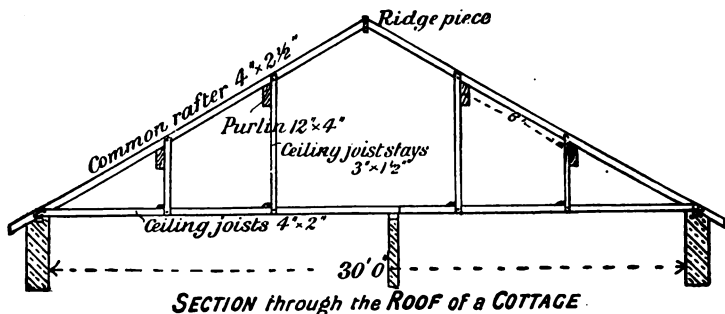 Ridge piece
Common rafter 4"×2½"
6'
Purlin 12"×4"
Ceiling joist stays
3"×1½"
Ceiling joists 4"×2"
30'0"
SECTION through the ROOF of a COTTAGE